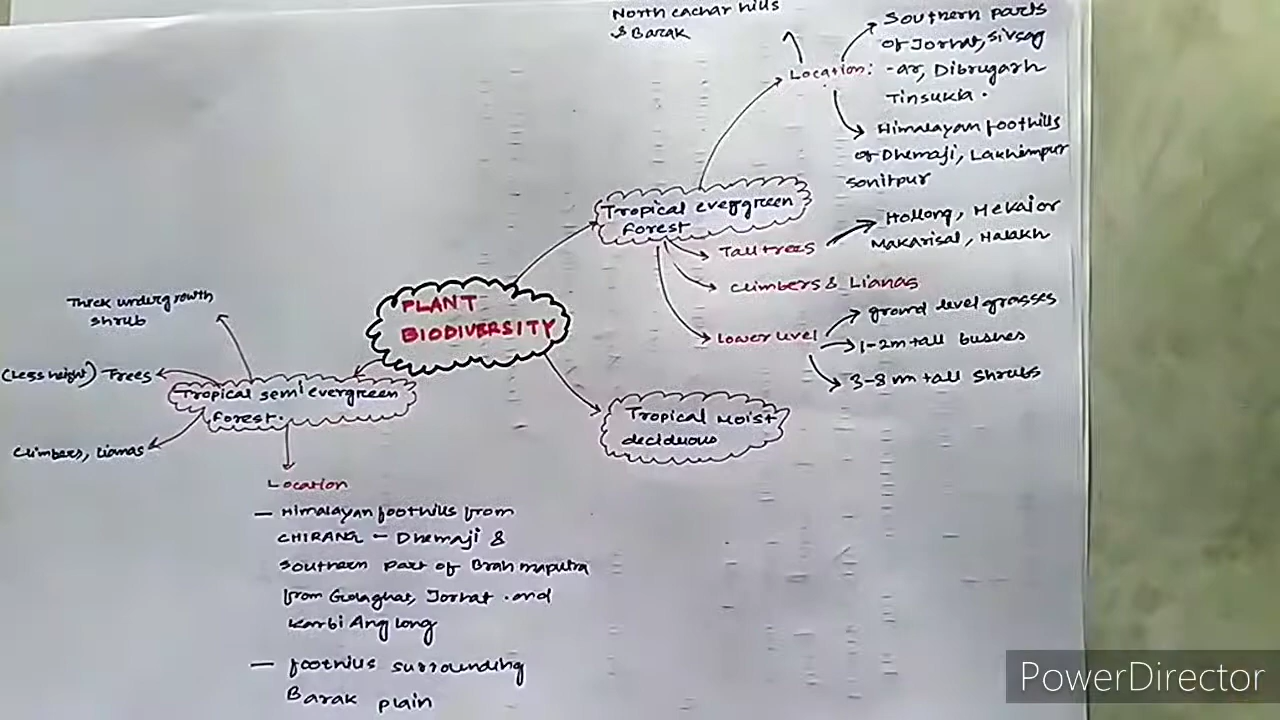 North cachar hills
& Barak
Location:
Southern parts
of Jorhat, Sivsag
-ar, Dibrugarh
Tinsukia.
Himalayan foothills
of Dhemaji, Lakhimpur
Sonitpur
Tropical evergreen
forest
Tall trees
Hollong, Mekajor
Makarisal, Halakh
climbers & Lianas
Lower level
ground level grasses
1-2m tall bushes
3-8 m tall shrubs
PLANT
BIODIVERSITY
Tropical Moist
deciduous
Thick undergrowth
shrub
(Less height) Trees
Tropical semi evergreen
forest.
Climbers, Lianas
Location
- Himalayan foothills from
CHIRANG - Dhemaji &
Southern part of Brahmaputra
from Golaghat, Jorhat and
Karbi Anglong
- foothills surrounding
Barak plain
PowerDirector